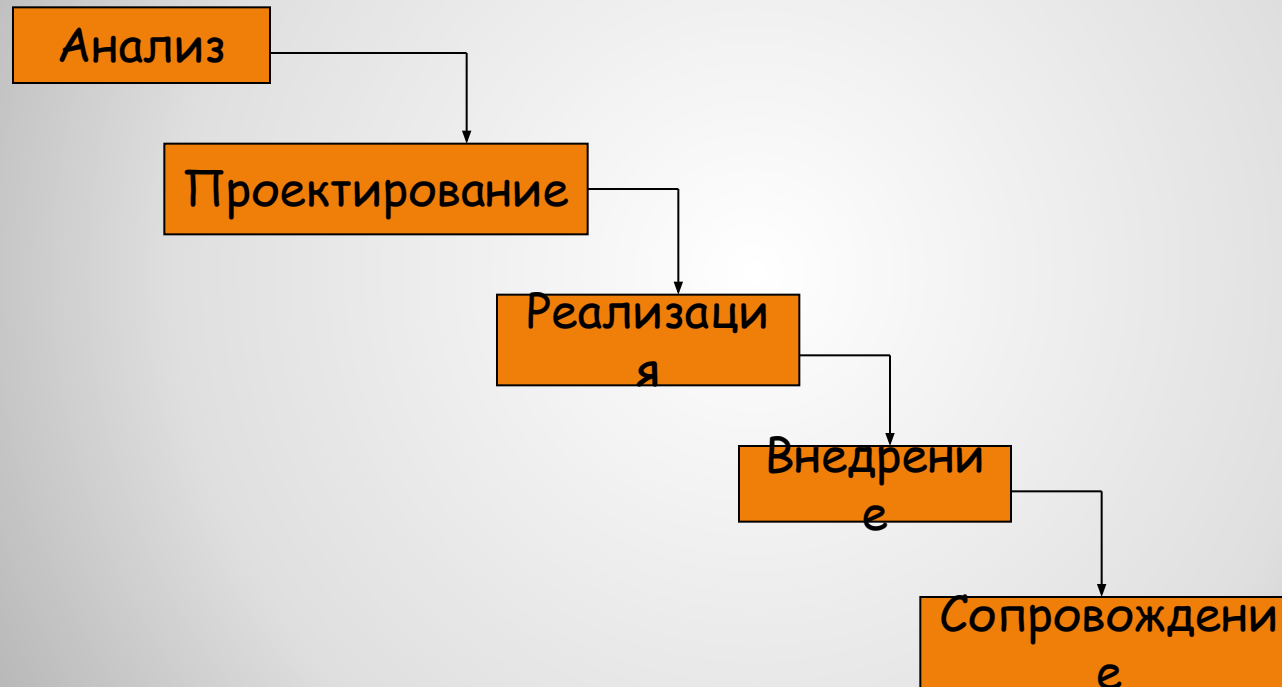 Анализ
Проектирование
Реализаци
я
Внедрени
е
Сопровождени
е